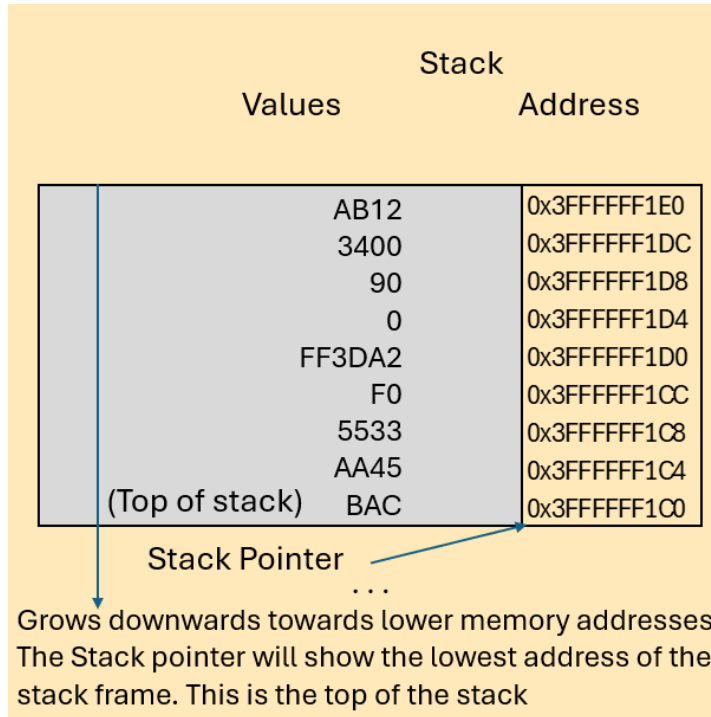 Stack
Values Address
AB12 0x3FFFFFF1E0
3400 0x3FFFFFF1DC
90 0x3FFFFFF1D8
0 0x3FFFFFF1D4
FF3DA2 0x3FFFFFF1D0
F0 0x3FFFFFF1CC
5533 0x3FFFFFF1C8
AA45 0x3FFFFFF1C4
(Top of stack) BAC 0x3FFFFFF1C0
Stack Pointer
...
Grows downwards towards lower memory addresses
The Stack pointer will show the lowest address of the
stack frame. This is the top of the stack